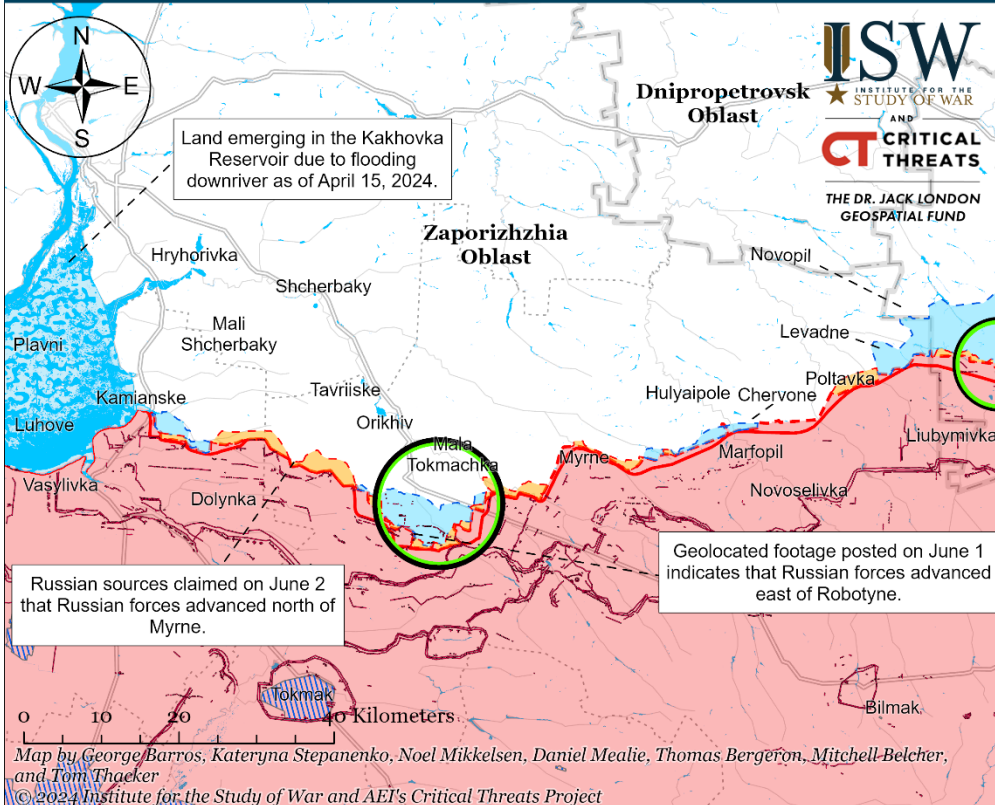 N
W
E
S
ISW
INSTITUTE FOR THE
STUDY OF WAR
AND
CT CRITICAL
THREATS
THE DR. JACK LONDON
GEOSPATIAL FUND
Dnipropetrovsk
Oblast
Land emerging in the Kakhovka
Reservoir due to flooding
downriver as of April 15, 2024.
Zaporizhzhia
Oblast
Hryhorivka
Novopil
Shcherbaky
Mali
Shcherbaky
Levadne
Plavni
Tavriiske
Poltavka
Kamianske
Hulyaipole
Chervone
Luhove
Orikhiv
Mala
Tokmachka
Liubymivka
Myrne
Marfopil
Vasylivka
Dolynka
Novoselivka
Geolocated footage posted on June 1
indicates that Russian forces advanced
east of Robotyne.
Russian sources claimed on June 2
that Russian forces advanced north of
Myrne.
Tokmak
Bilmak
0 10 20 40 Kilometers
Map by George Barros, Kateryna Stepanenko, Noel Mikkelsen, Daniel Mealie, Thomas Bergeron, Mitchell Belcher,
and Tom Thacker
© 2024 Institute for the Study of War and AEI's Critical Threats Project